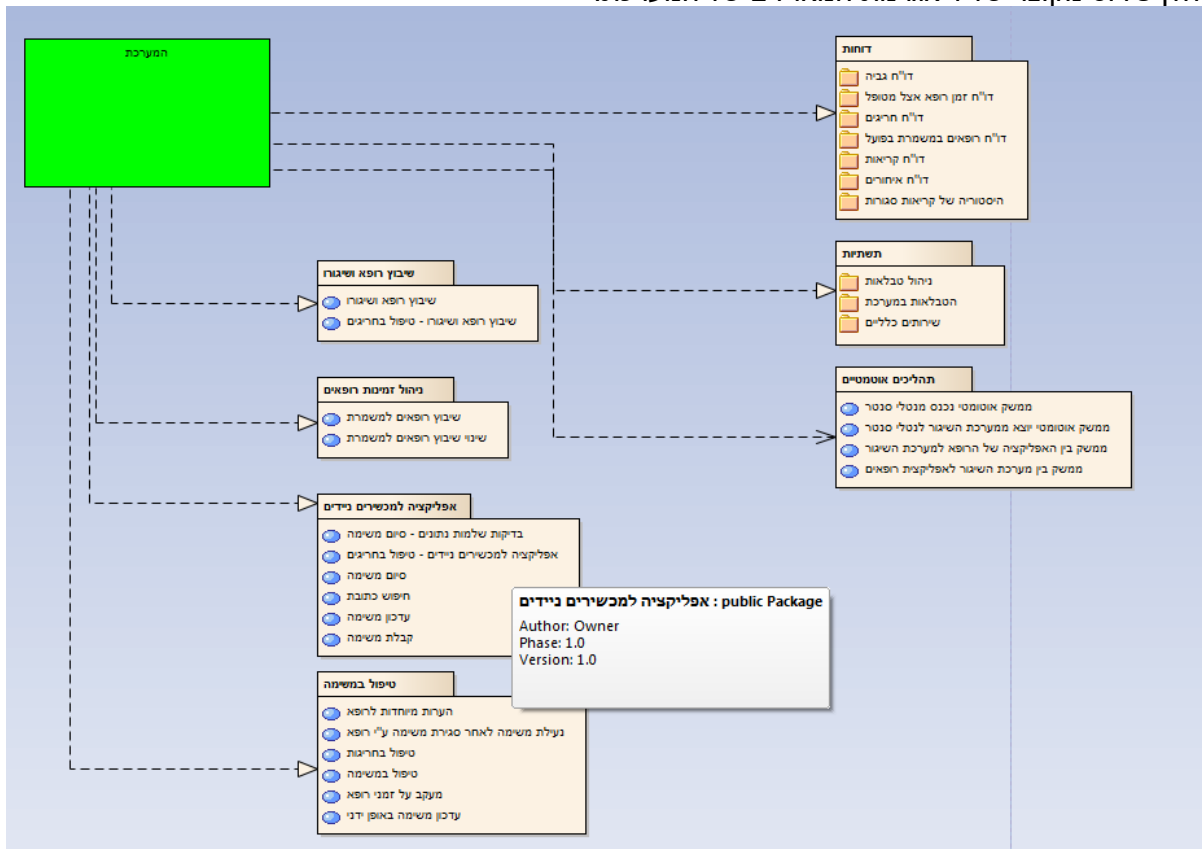 המערכת
דוחות
דו"ח גביה
דו"ח זמן רופא אצל מטופל
דו"ח חריגים
דו"ח רופאים במשמרת בפועל
דו"ח קריאות
דו"ח איחורים
היסטוריה של קריאות סגורות
תשתיות
ניהול טבלאות
הטבלאות במערכת
שירותים כלליים
תהליכים אוטמטיים
ממשק אוטומטי נכנס מנטלי סנטר
ממשק אוטומטי יוצא ממערכת השיגור לנטלי סנטר
ממשק בין האפליקציה של הרופא למערכת השיגור
ממשק בין מערכת השיגור לאפליקצית רופאים
שיבוץ רופא ושיגורו
שיבוץ רופא ושיגורו
שיבוץ רופא ושיגורו - טיפול בחריגים
ניהול זמינות רופאים
שיבוץ רופאים למשמרת
שינוי שיבוץ רופאים למשמרת
אפליקציה למכשירים ניידים
בדיקות שלמות נתונים - סיום משימה
אפליקציה למכשירים ניידים - טיפול בחריגים
סיום משימה
חיפוש כתובת
עדכון משימה
קבלת משימה
אפליקציה למכשירים ניידים : public Package
Author: Owner
Phase: 1.0
Version: 1.0
טיפול במשימה
הערות מיוחדות לרופא
נעילת משימה לאחר סגירת משימה ע"י רופא
טיפול בחריגות
טיפול במשימה
מעקב על זמני רופא
עדכון משימה באופן ידני